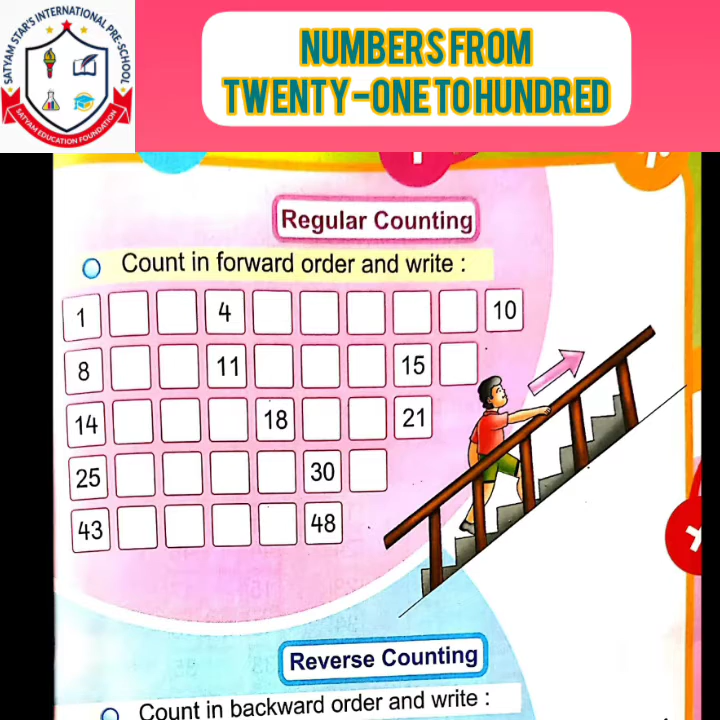 SATYAM STAR'S INTERNATIONAL PRE-SCHOOL
SATYAM EDUCATION FOUNDATION
NUMBERS FROM
TWENTY-ONE TO HUNDRED
Regular Counting
Count in forward order and write :
1 4 10
8 11 15
14 18 21
25 30
43 48
Reverse Counting
Count in backward order and write :